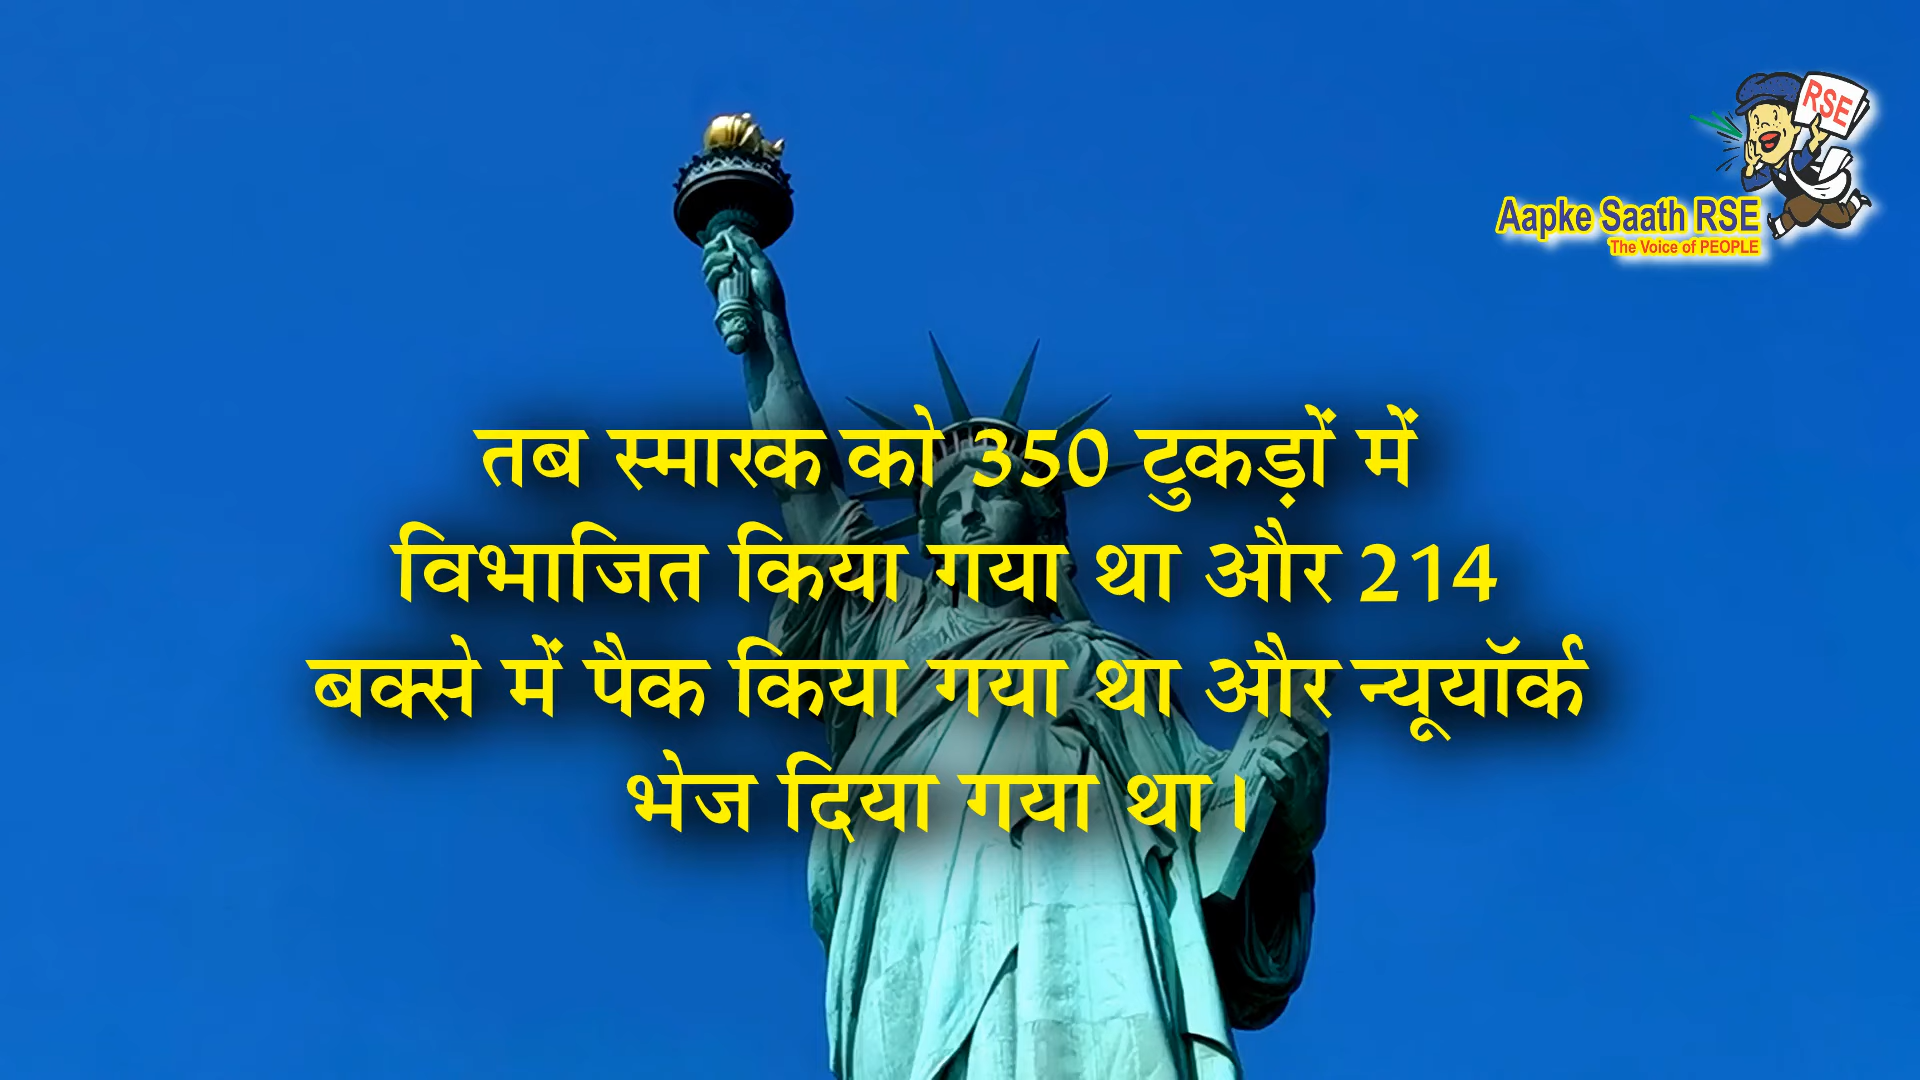 RSE
Aapke Saath RSE
The Voice of PEOPLE
तब स्मारक को 350 टुकड़ों में
विभाजित किया गया था और 214
बक्से में पैक किया गया था और न्यूयॉर्क
भेज दिया गया था।